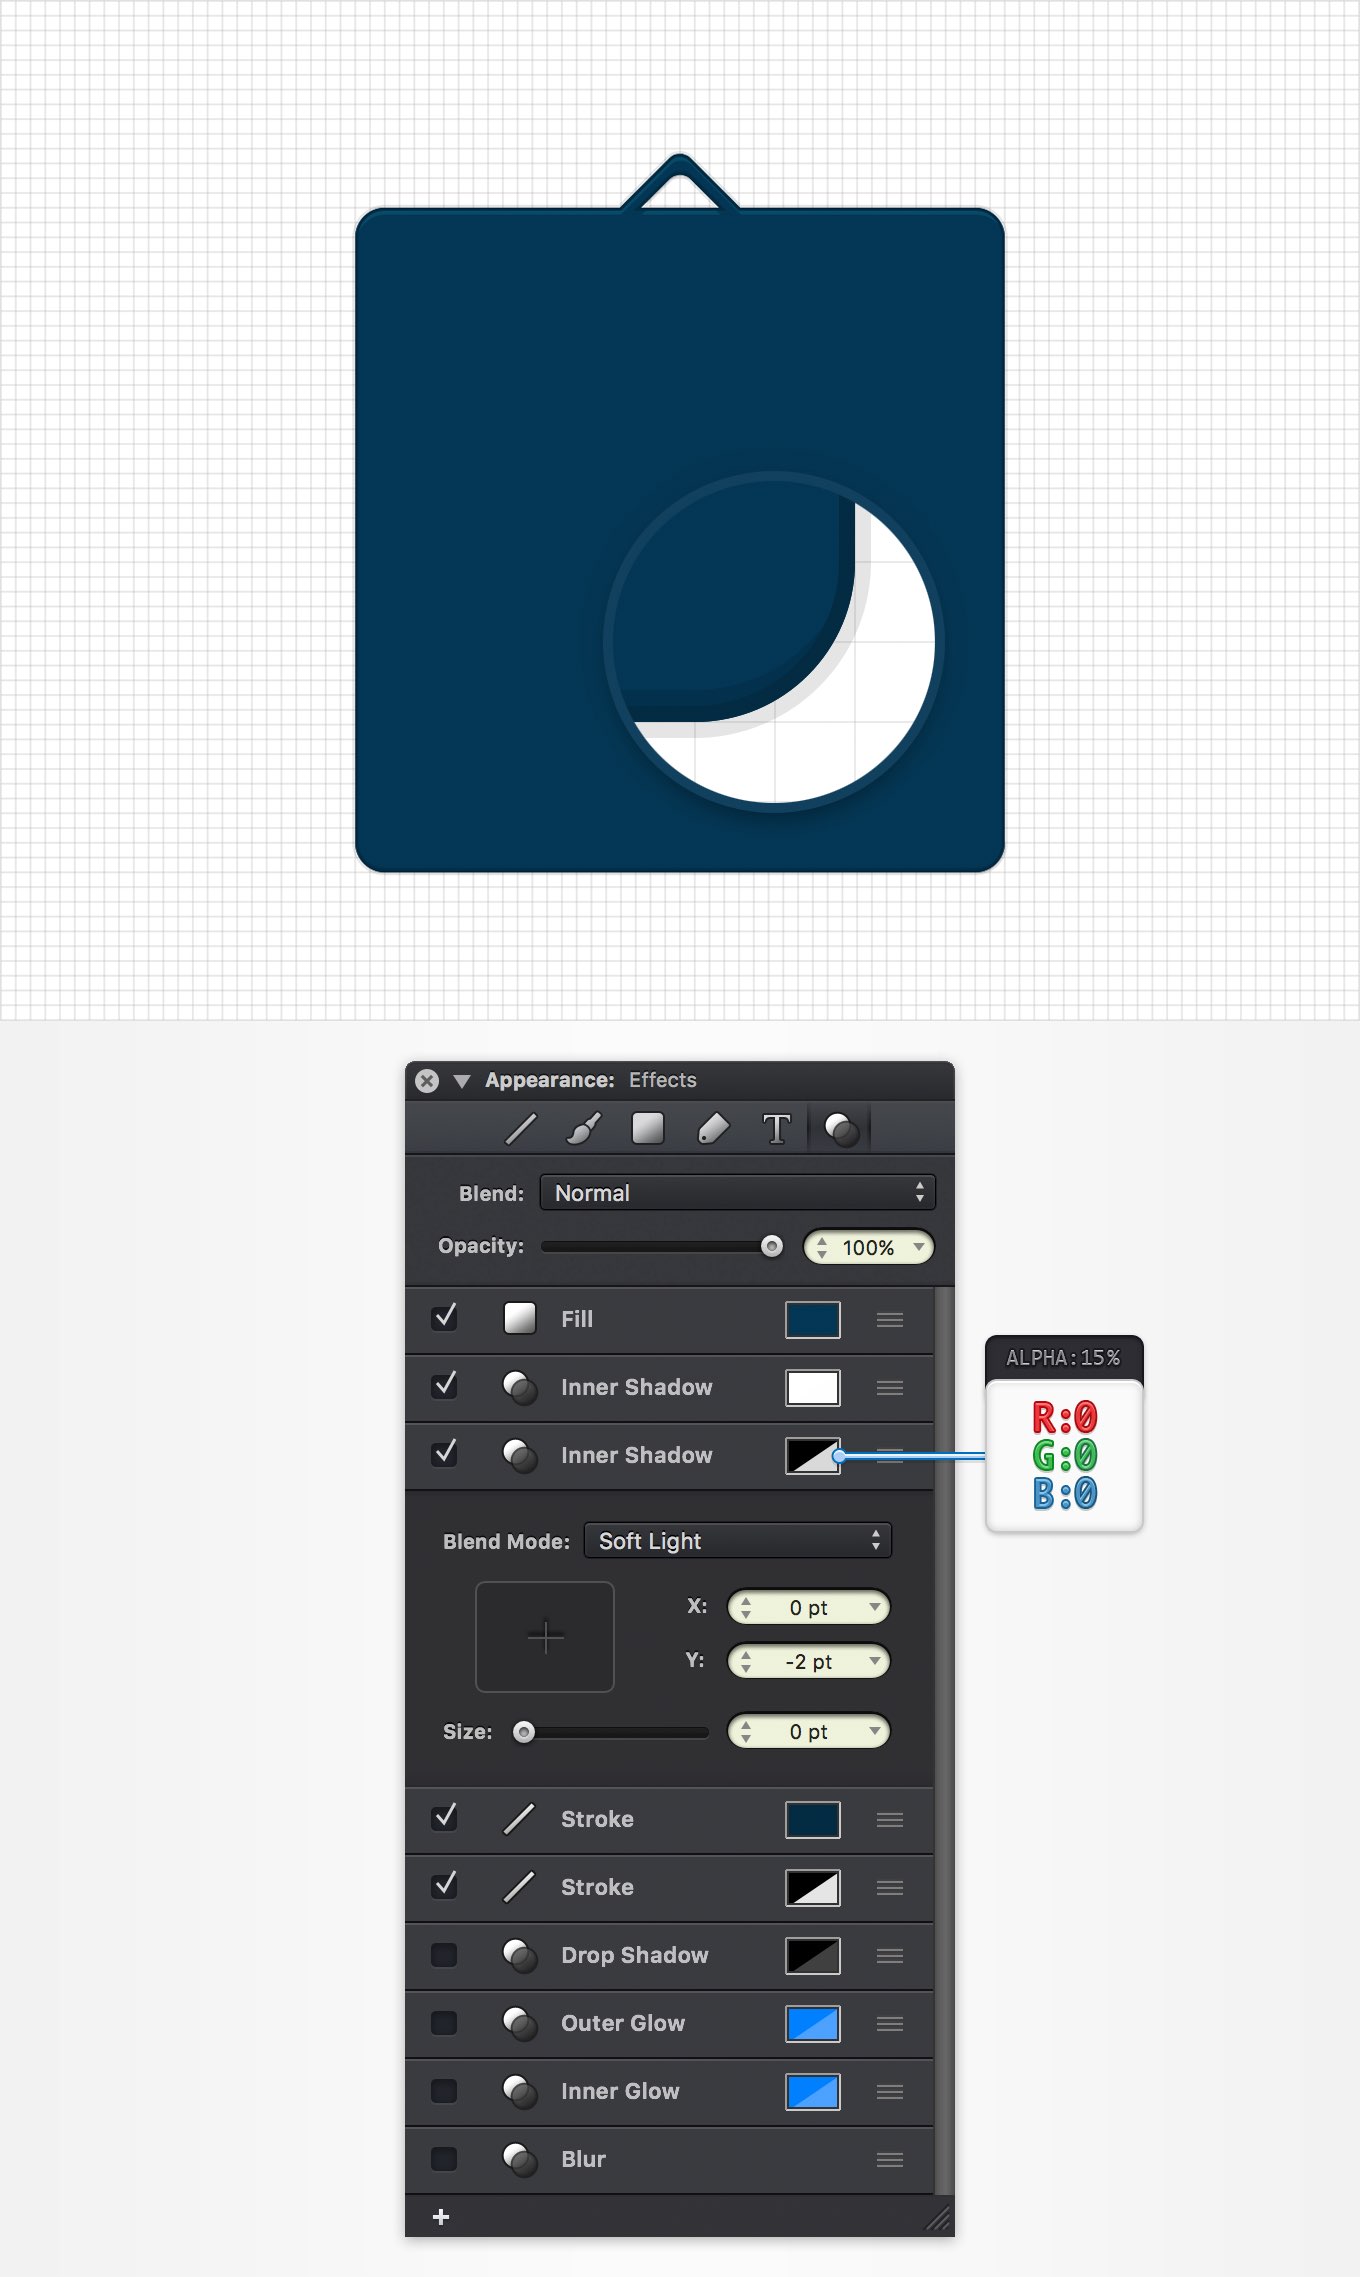 Appearance: Effects
T
Blend: Normal
Opacity: 100%
Fill
Inner Shadow
Inner Shadow
ALPHA:15%
R:0
G:0
B:0
Blend Mode: Soft Light
X: 0 pt
Y: -2 pt
Size: 0 pt
Stroke
Stroke
Drop Shadow
Outer Glow
Inner Glow
Blur
+